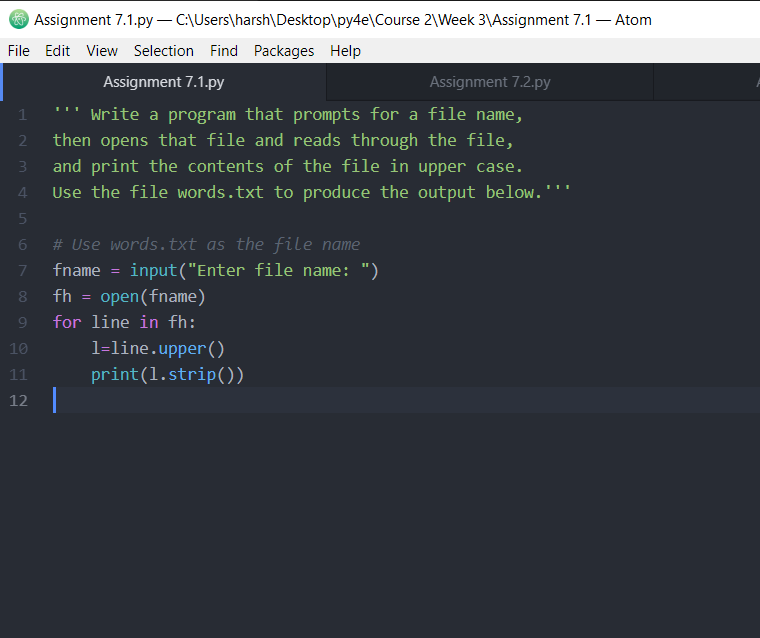 Assignment 7.1.py — C:\Users\harsh\Desktop\py4e\Course 2\Week 3\Assignment 7.1 — Atom
File Edit View Selection Find Packages Help
Assignment 7.1.py Assignment 7.2.py
1 ''' Write a program that prompts for a file name,
2 then opens that file and reads through the file,
3 and print the contents of the file in upper case.
4 Use the file words.txt to produce the output below.'''
5
6 # Use words.txt as the file name
7 fname = input("Enter file name: ")
8 fh = open(fname)
9 for line in fh:
10     l=line.upper()
11     print(l.strip())
12